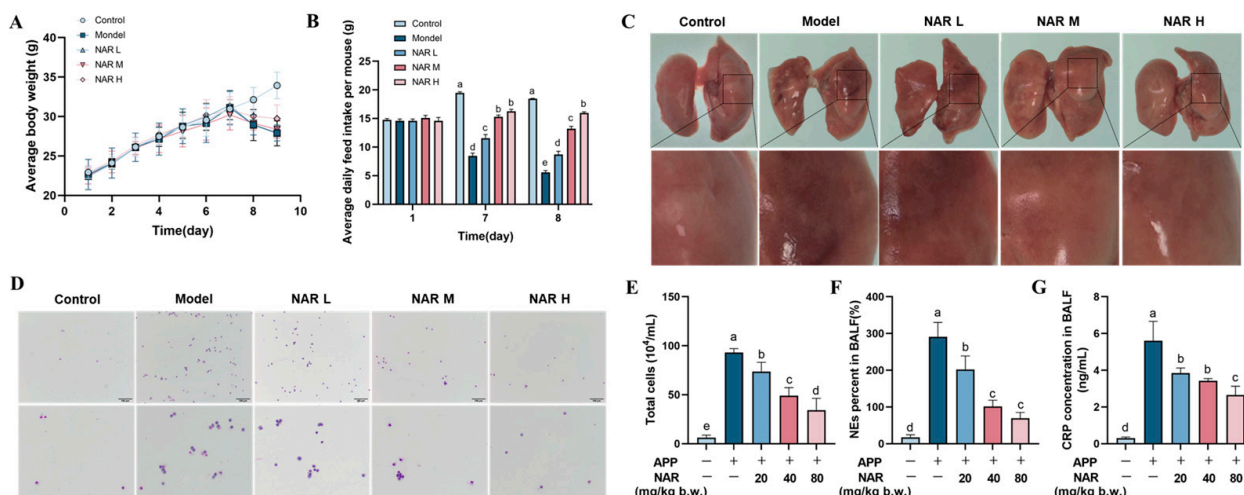 A
Control
Mondel
NAR L
NAR M
NAR H
Average body weight (g)
40
35
30
25
20
0
2
4
6
8
10
Time(day)
B
Control
Mondel
NAR L
NAR M
NAR H
Average daily feed intake per mouse (g)
25
20
15
10
5
0
a
d
c
b
b
a
e
d
c
b
1
7
8
Time(day)
C
Control
Model
NAR L
NAR M
NAR H
D
Control
Model
NAR L
NAR M
NAR H
E
Total cells (10⁴/mL)
150
100
50
0
e
a
b
c
d
APP
— + + + +
NAR
— — 20 40 80
(mg/kg b.w.)
F
NEs percent in BALF(%)
400
300
200
100
0
d
a
b
c
c
APP
— + + + +
NAR
— — 20 40 80
(mg/kg b.w.)
G
CRP concentration in BALF
(ng/mL)
8
6
4
2
0
d
a
b
b
c
APP
— + + + +
NAR
— — 20 40 80
(mg/kg b.w.)